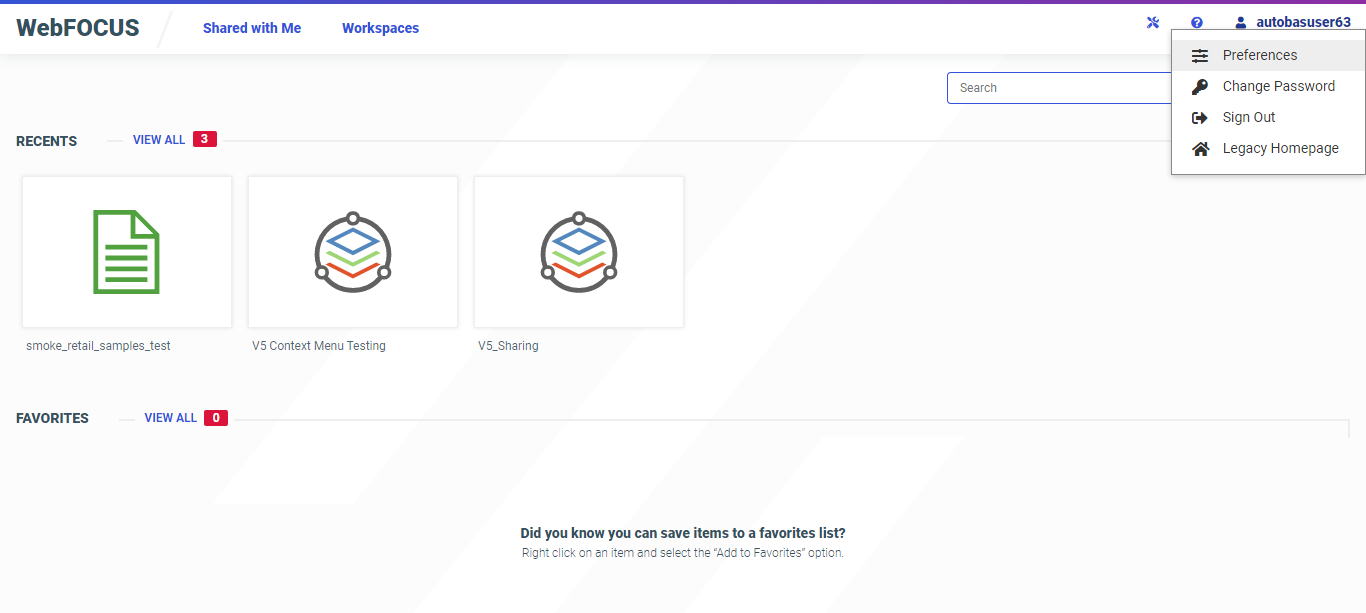 WebFOCUS
Shared with Me
Workspaces
autobasuser63
Preferences
Change Password
Sign Out
Legacy Homepage
Search
RECENTS
VIEW ALL 3
smoke_retail_samples_test
V5 Context Menu Testing
V5_Sharing
FAVORITES
VIEW ALL 0
Did you know you can save items to a favorites list?
Right click on an item and select the “Add to Favorites” option.